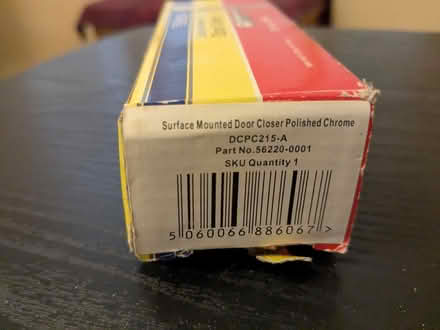 Surface Mounted Door Closer Polished Chrome
DCPC215-A
Part No.56220-0001
SKU Quantity 1
5 060066 886067 >